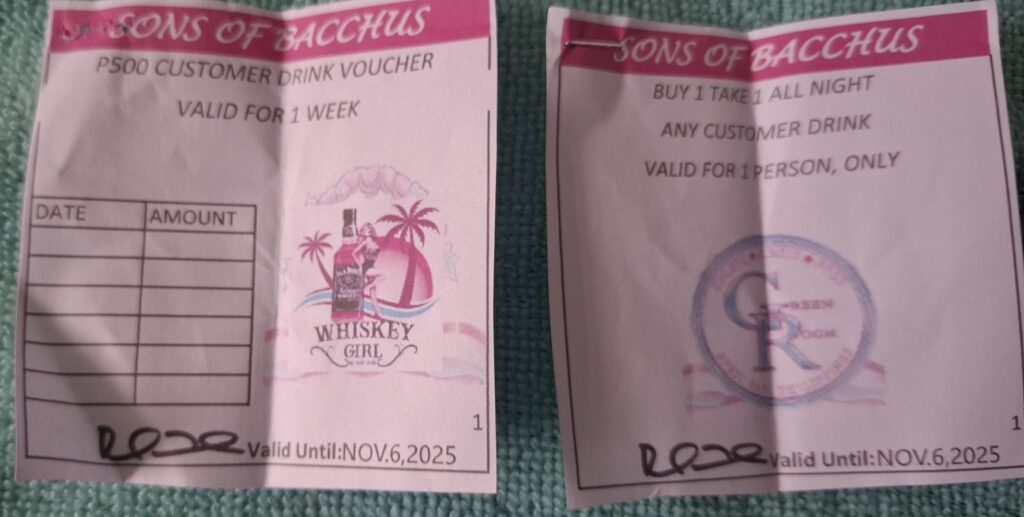 SONS OF BACCHUS
P500 CUSTOMER DRINK VOUCHER
VALID FOR 1 WEEK
DATE AMOUNT
WHISKEY
GIRL
1
Valid Until:NOV.6,2025
SONS OF BACCHUS
BUY 1 TAKE 1 ALL NIGHT
ANY CUSTOMER DRINK
VALID FOR 1 PERSON, ONLY
GREEN
ROOM
1
Valid Until:NOV.6,2025